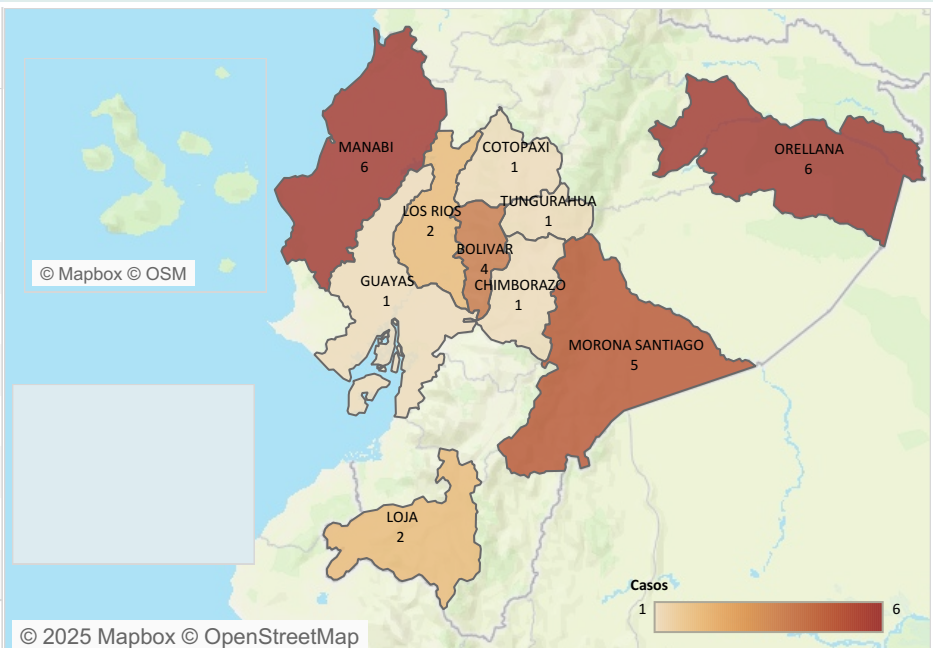 MANABI
6
COTOPAXI
1
ORELLANA
6
TUNGURAHUA
1
LOS RIOS
2
BOLIVAR
4
© Mapbox © OSM
GUAYAS
1
CHIMBORAZO
1
MORONA SANTIAGO
5
LOJA
2
Casos
1
6
© 2025 Mapbox © OpenStreetMap